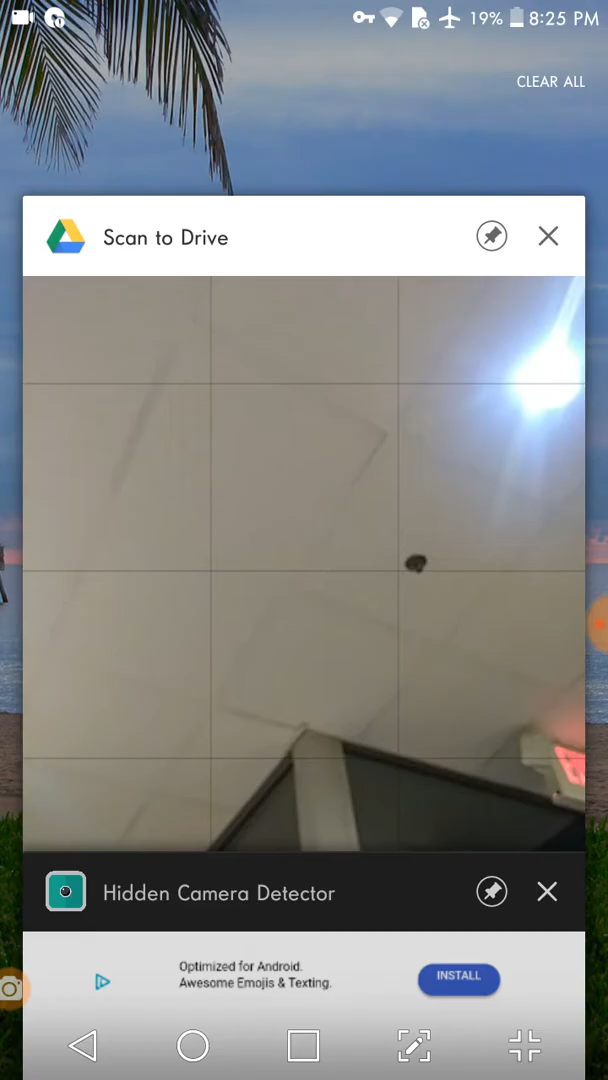 19% 8:25 PM
CLEAR ALL
Scan to Drive
Hidden Camera Detector
Optimized for Android.
Awesome Emojis & Texting.
INSTALL